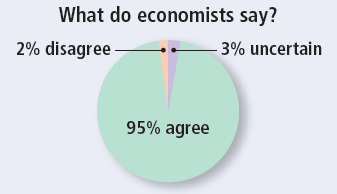 What do economists say?
2% disagree
3% uncertain
95% agree